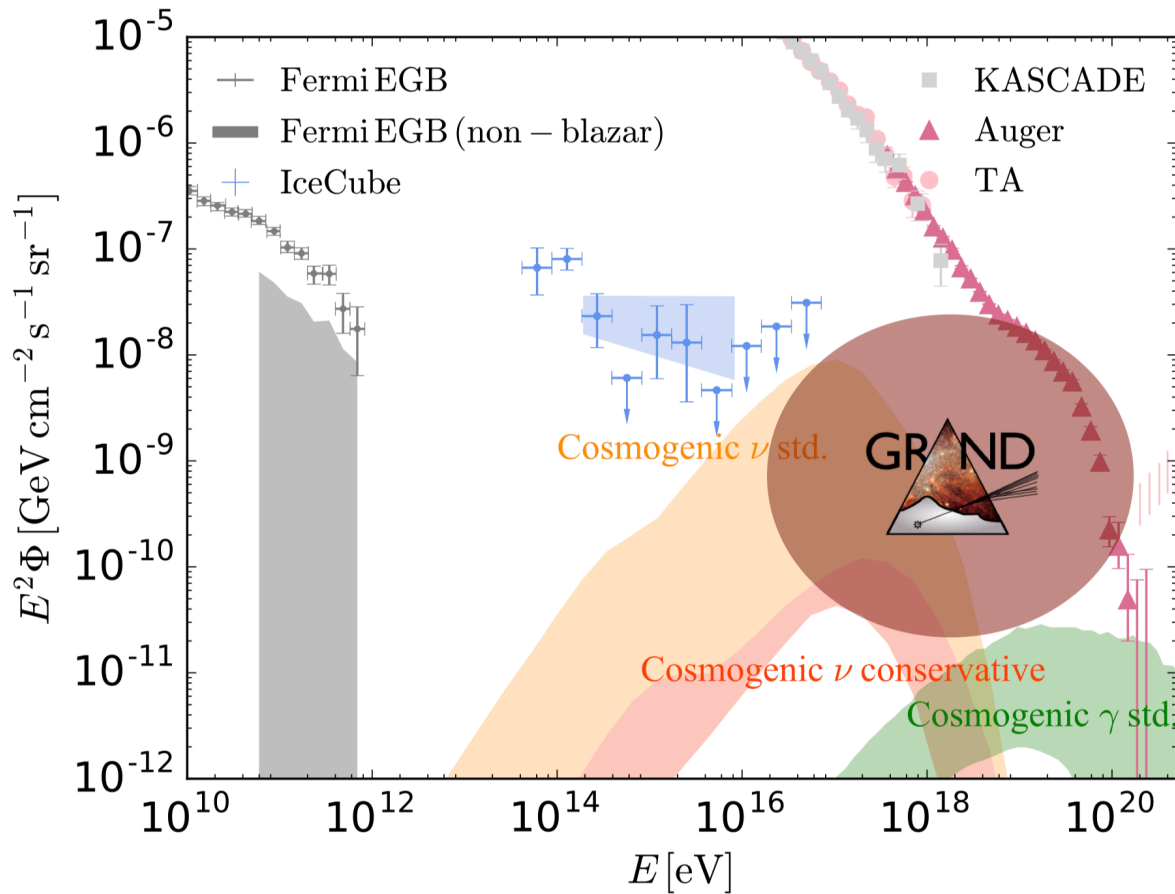 10^-5
10^-6
10^-7
10^-8
10^-9
10^-10
10^-11
10^-12
E²Φ [GeV cm⁻² s⁻¹ sr⁻¹]
Fermi EGB
Fermi EGB (non − blazar)
IceCube
KASCADE
Auger
TA
Cosmogenic ν std.
GRAND
Cosmogenic ν conservative
Cosmogenic γ std.
10^10 10^12 10^14 10^16 10^18 10^20
E [eV]